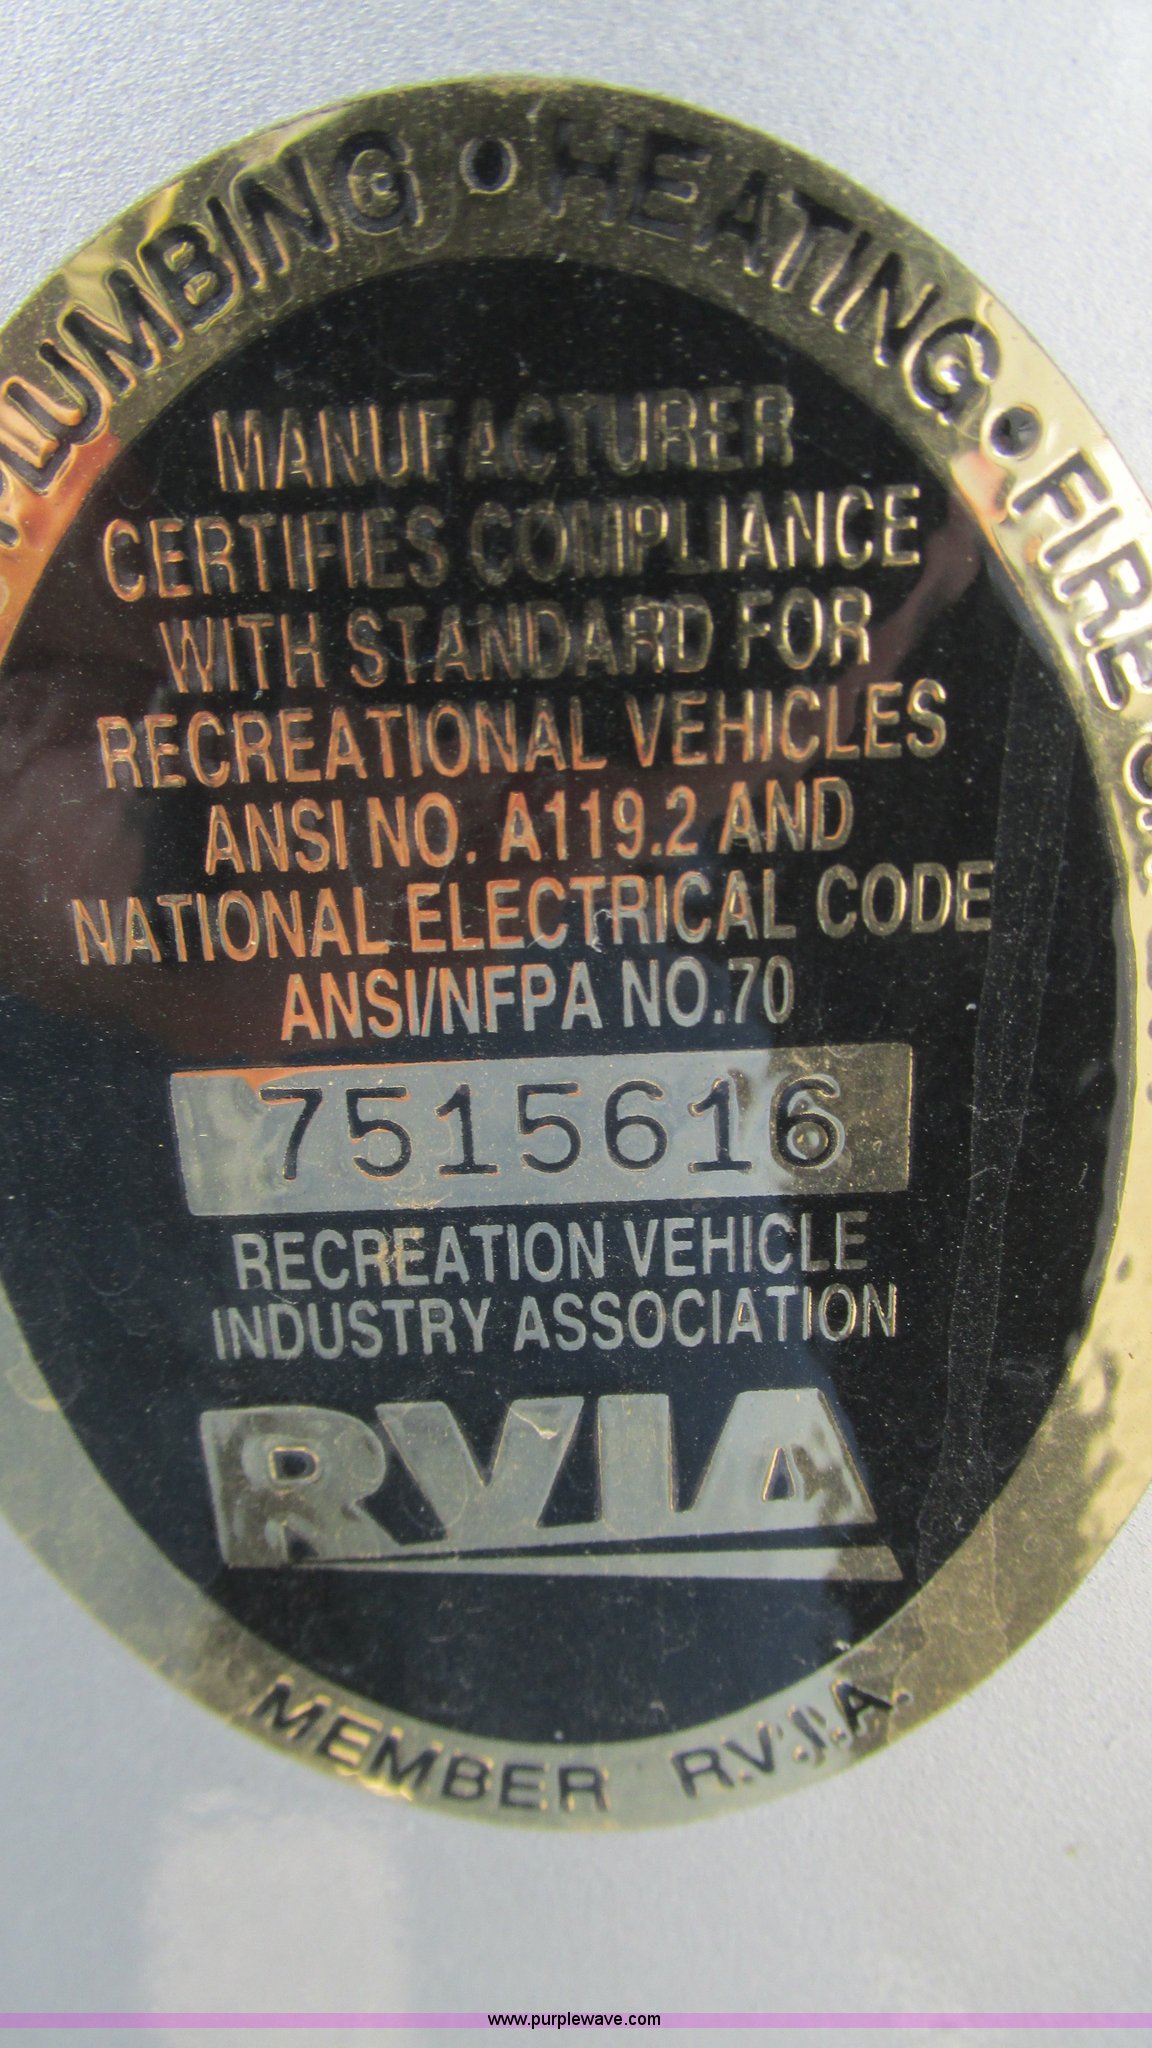 PLUMBING • HEATING • FIRE &
MANUFACTURER
CERTIFIES COMPLIANCE
WITH STANDARD FOR
RECREATIONAL VEHICLES
ANSI NO. A119.2 AND
NATIONAL ELECTRICAL CODE
ANSI/NFPA NO.70
7515616
RECREATION VEHICLE
INDUSTRY ASSOCIATION
RVIA
MEMBER R.V.I.A.
www.purplewave.com